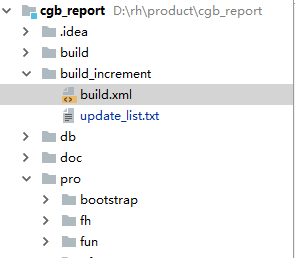 cgb_report D:\rh\product\cgb_report
.idea
build
build_increment
build.xml
update_list.txt
db
doc
pro
bootstrap
fh
fun